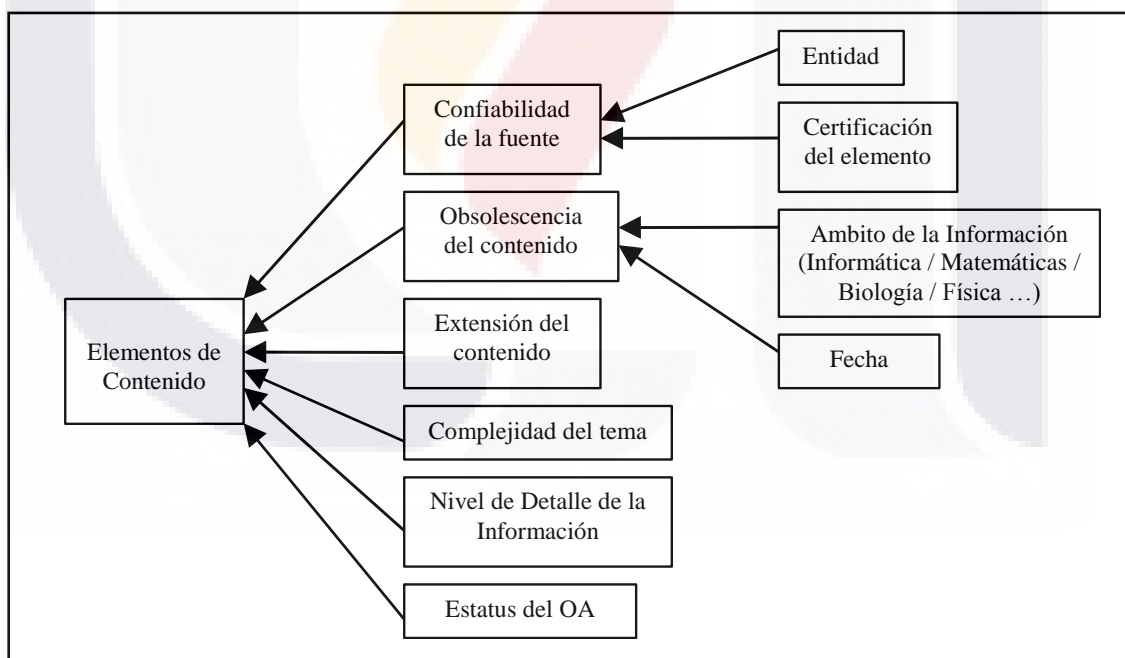 Entidad
Confiabilidad
de la fuente
Certificación
del elemento
Obsolescencia
del contenido
Ambito de la Información
(Informática / Matemáticas /
Biología / Física …)
Extensión del
contenido
Fecha
Elementos de
Contenido
Complejidad del tema
Nivel de Detalle de la
Información
Estatus del OA